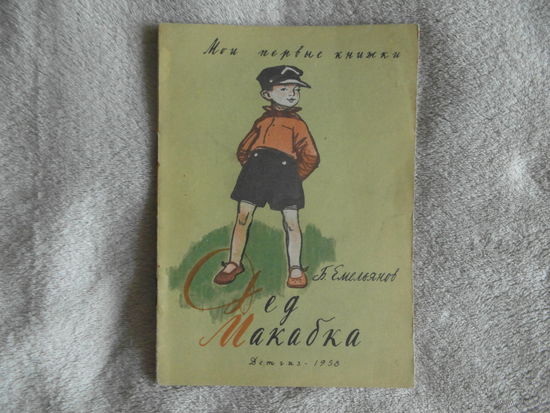 Мои первые книжки
Б. Емельянов
Дед
Макабка
Детгиз - 1958